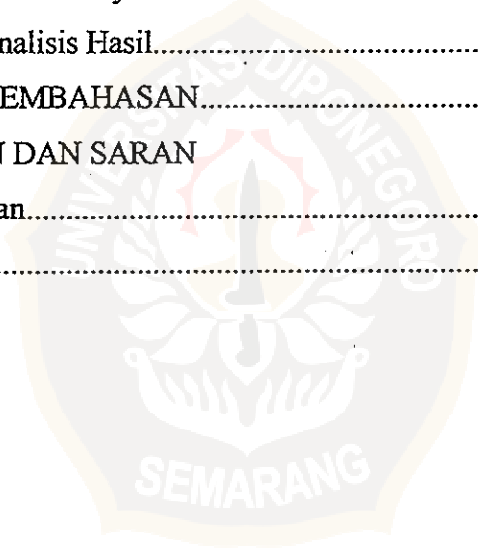 nalisis Hasil..........................................
EMBAHASAN....................................
N DAN SARAN
an............................................................
................................................................
UNIVERSITAS DIPONEGORO
SEMARANG